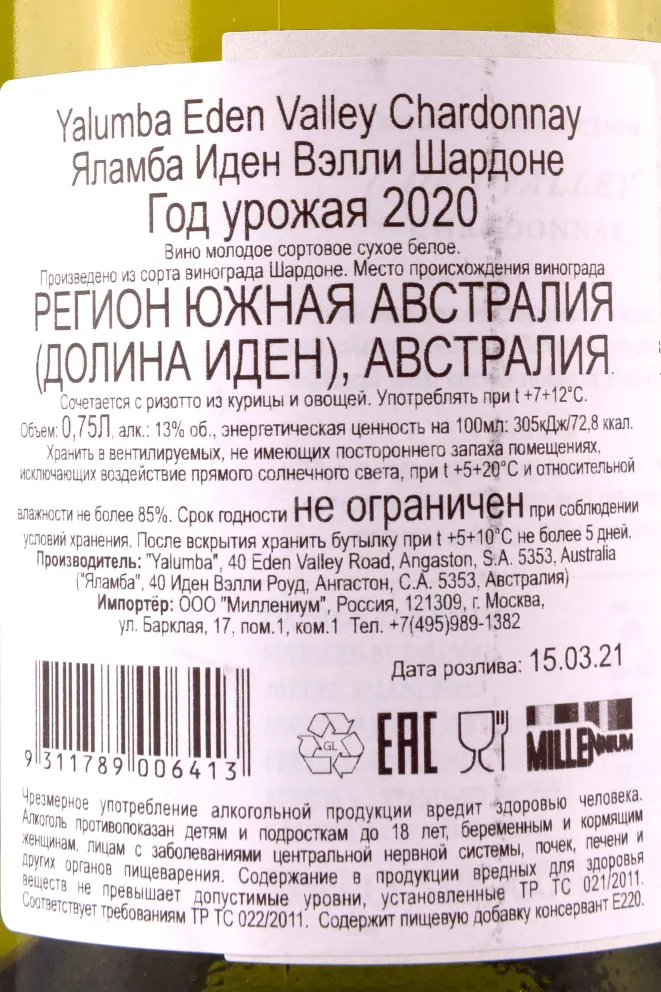 Yalumba Eden Valley Chardonnay
Яламба Иден Вэлли Шардоне
Год урожая 2020
Вино молодое сортовое сухое белое.
Произведено из сорта винограда Шардоне. Место происхождения винограда
РЕГИОН ЮЖНАЯ АВСТРАЛИЯ
(ДОЛИНА ИДЕН), АВСТРАЛИЯ.
Сочетается с ризотто из курицы и овощей. Употреблять при t +7+12°С.
Объем: 0,75Л, алк.: 13% об., энергетическая ценность на 100мл: 305кДж/72,8 ккал.
Хранить в вентилируемых, не имеющих постороннего запаха помещениях,
исключающих воздействие прямого солнечного света, при t +5+20°С и относительной
влажности не более 85%. Срок годности не ограничен при соблюдении
условий хранения. После вскрытия хранить бутылку при t +5+10°С не более 5 дней.
Производитель: "Yalumba", 40 Eden Valley Road, Angaston, S.A. 5353, Australia
("Яламба", 40 Иден Вэлли Роуд, Ангастон, С.А. 5353, Австралия)
Импортёр: ООО "Миллениум", Россия, 121309, г. Москва,
ул. Барклая, 17, пом.1, ком.1 Тел. +7(495)989-1382
Дата розлива: 15.03.21
9 311789 006413
GL
EAC
MILLENNIUM
Чрезмерное употребление алкогольной продукции вредит здоровью человека.
Алкоголь противопоказан детям и подросткам до 18 лет, беременным и кормящим
женщинам, лицам с заболеваниями центральной нервной системы, почек, печени и
других органов пищеварения. Содержание в продукции вредных для здоровья
веществ не превышает допустимые уровни, установленные ТР ТС 021/2011.
Соответствует требованиям ТР ТС 022/2011. Содержит пищевую добавку консервант Е220.